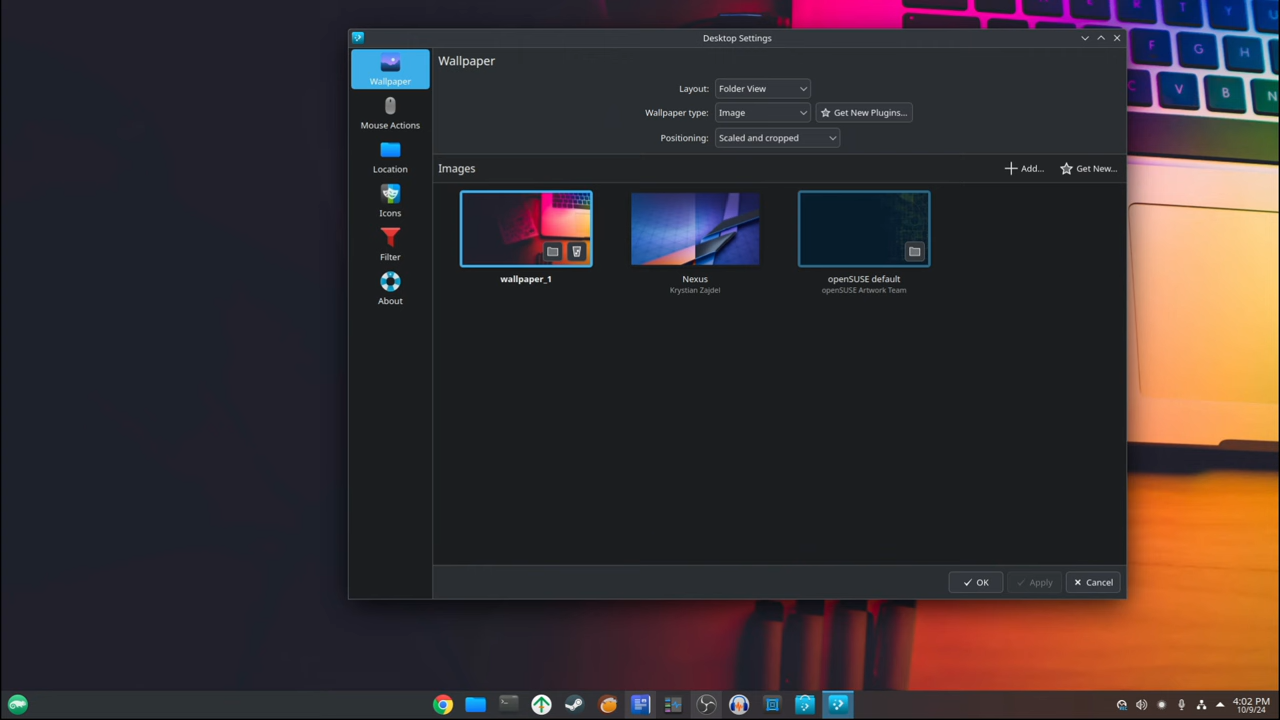 Desktop Settings
Wallpaper
Wallpaper
Mouse Actions
Location
Icons
Filter
About
Layout: Folder View
Wallpaper type: Image Get New Plugins...
Positioning: Scaled and cropped
Images Add... Get New...
wallpaper_1
Nexus
Krystian Zajdel
openSUSE default
openSUSE Artwork Team
OK Apply Cancel
F G H
C V B N
4:02 PM
10/9/24